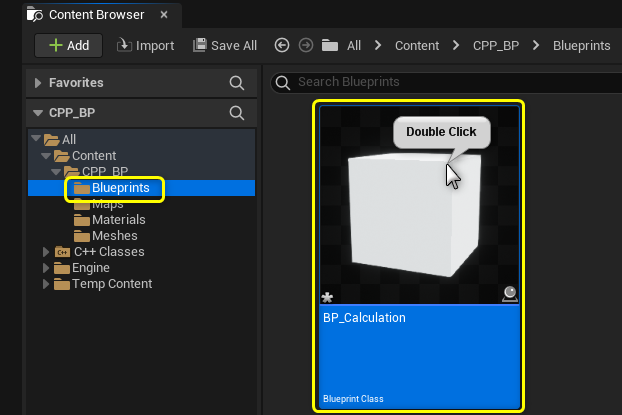 Content Browser
Add Import Save All All Content CPP_BP Blueprints
Favorites
Search Blueprints
CPP_BP
Double Click
All
Content
CPP_BP
Blueprints
Maps
Materials
Meshes
C++ C++ Classes
Engine
Temp Content
BP_Calculation
Blueprint Class